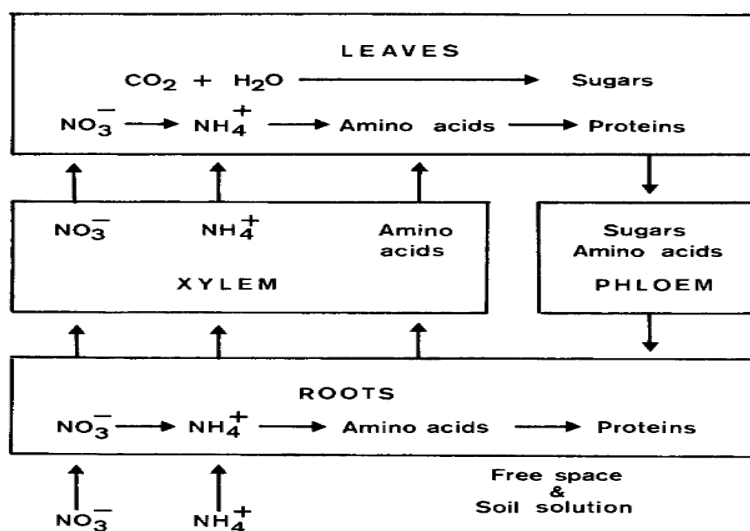 LEAVES
CO₂ + H₂O → Sugars
NO₃⁻ → NH₄⁺ → Amino acids → Proteins
NO₃⁻ NH₄⁺ Amino
acids
XYLEM
Sugars
Amino acids
PHLOEM
ROOTS
NO₃⁻ → NH₄⁺ → Amino acids → Proteins
Free space
&
Soil solution
NO₃⁻ NH₄⁺